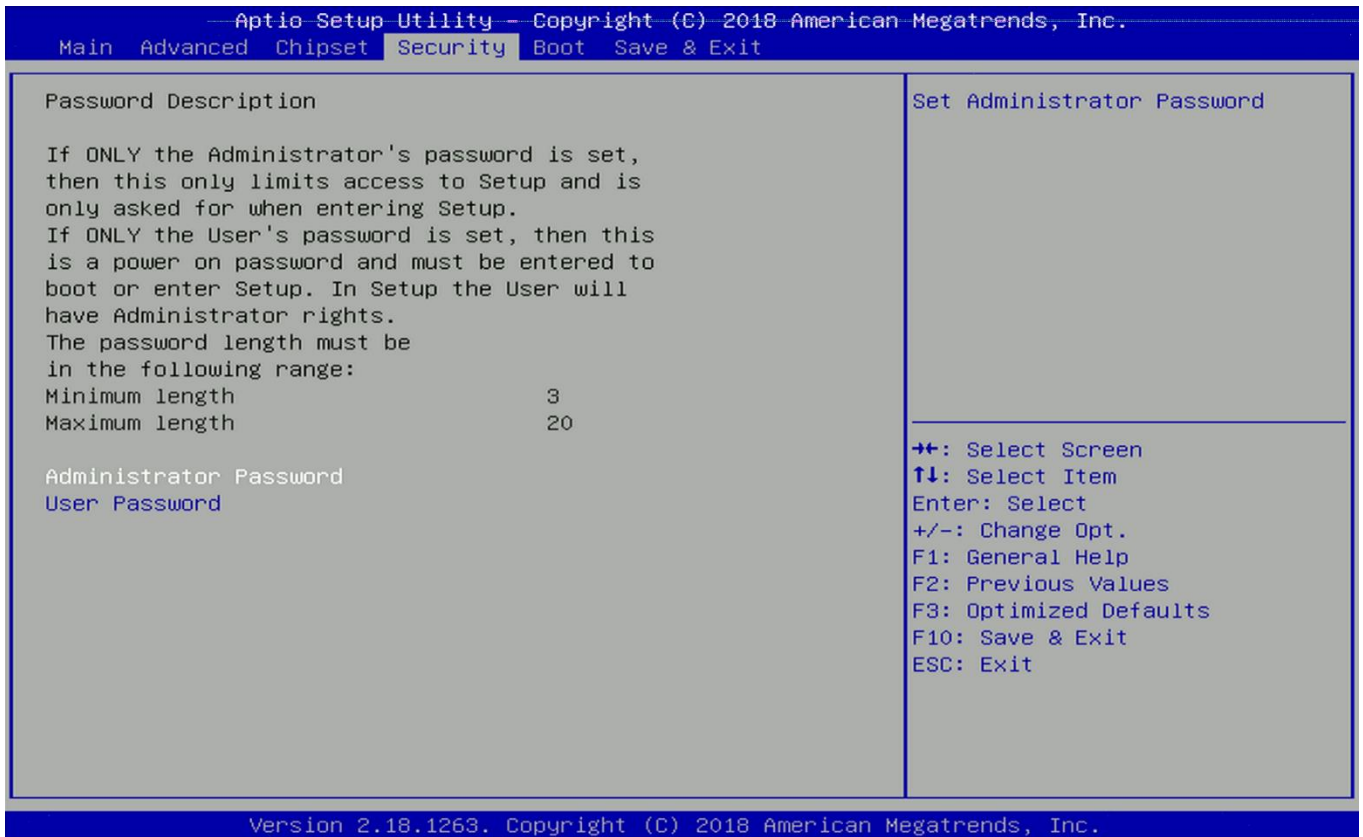 Aptio Setup Utility – Copyright (C) 2018 American Megatrends, Inc.
Main Advanced Chipset Security Boot Save & Exit
Password Description
If ONLY the Administrator's password is set,
then this only limits access to Setup and is
only asked for when entering Setup.
If ONLY the User's password is set, then this
is a power on password and must be entered to
boot or enter Setup. In Setup the User will
have Administrator rights.
The password length must be
in the following range:
Minimum length 3
Maximum length 20
Administrator Password
User Password
Set Administrator Password
→←: Select Screen
↑↓: Select Item
Enter: Select
+/-: Change Opt.
F1: General Help
F2: Previous Values
F3: Optimized Defaults
F10: Save & Exit
ESC: Exit
Version 2.18.1263. Copyright (C) 2018 American Megatrends, Inc.